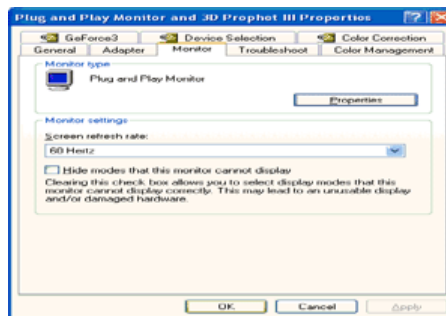 Plug and Play Monitor and 3D Prophet III Properties
GeForce3 Device Selection Color Correction
General Adapter Monitor Troubleshoot Color Management
Monitor type
Plug and Play Monitor
Properties
Monitor settings
Screen refresh rate:
60 Hertz
Hide modes that this monitor cannot display
Clearing this check box allows you to select display modes that this
monitor cannot display correctly. This may lead to an unusable display
and/or damaged hardware.
OK Cancel Apply